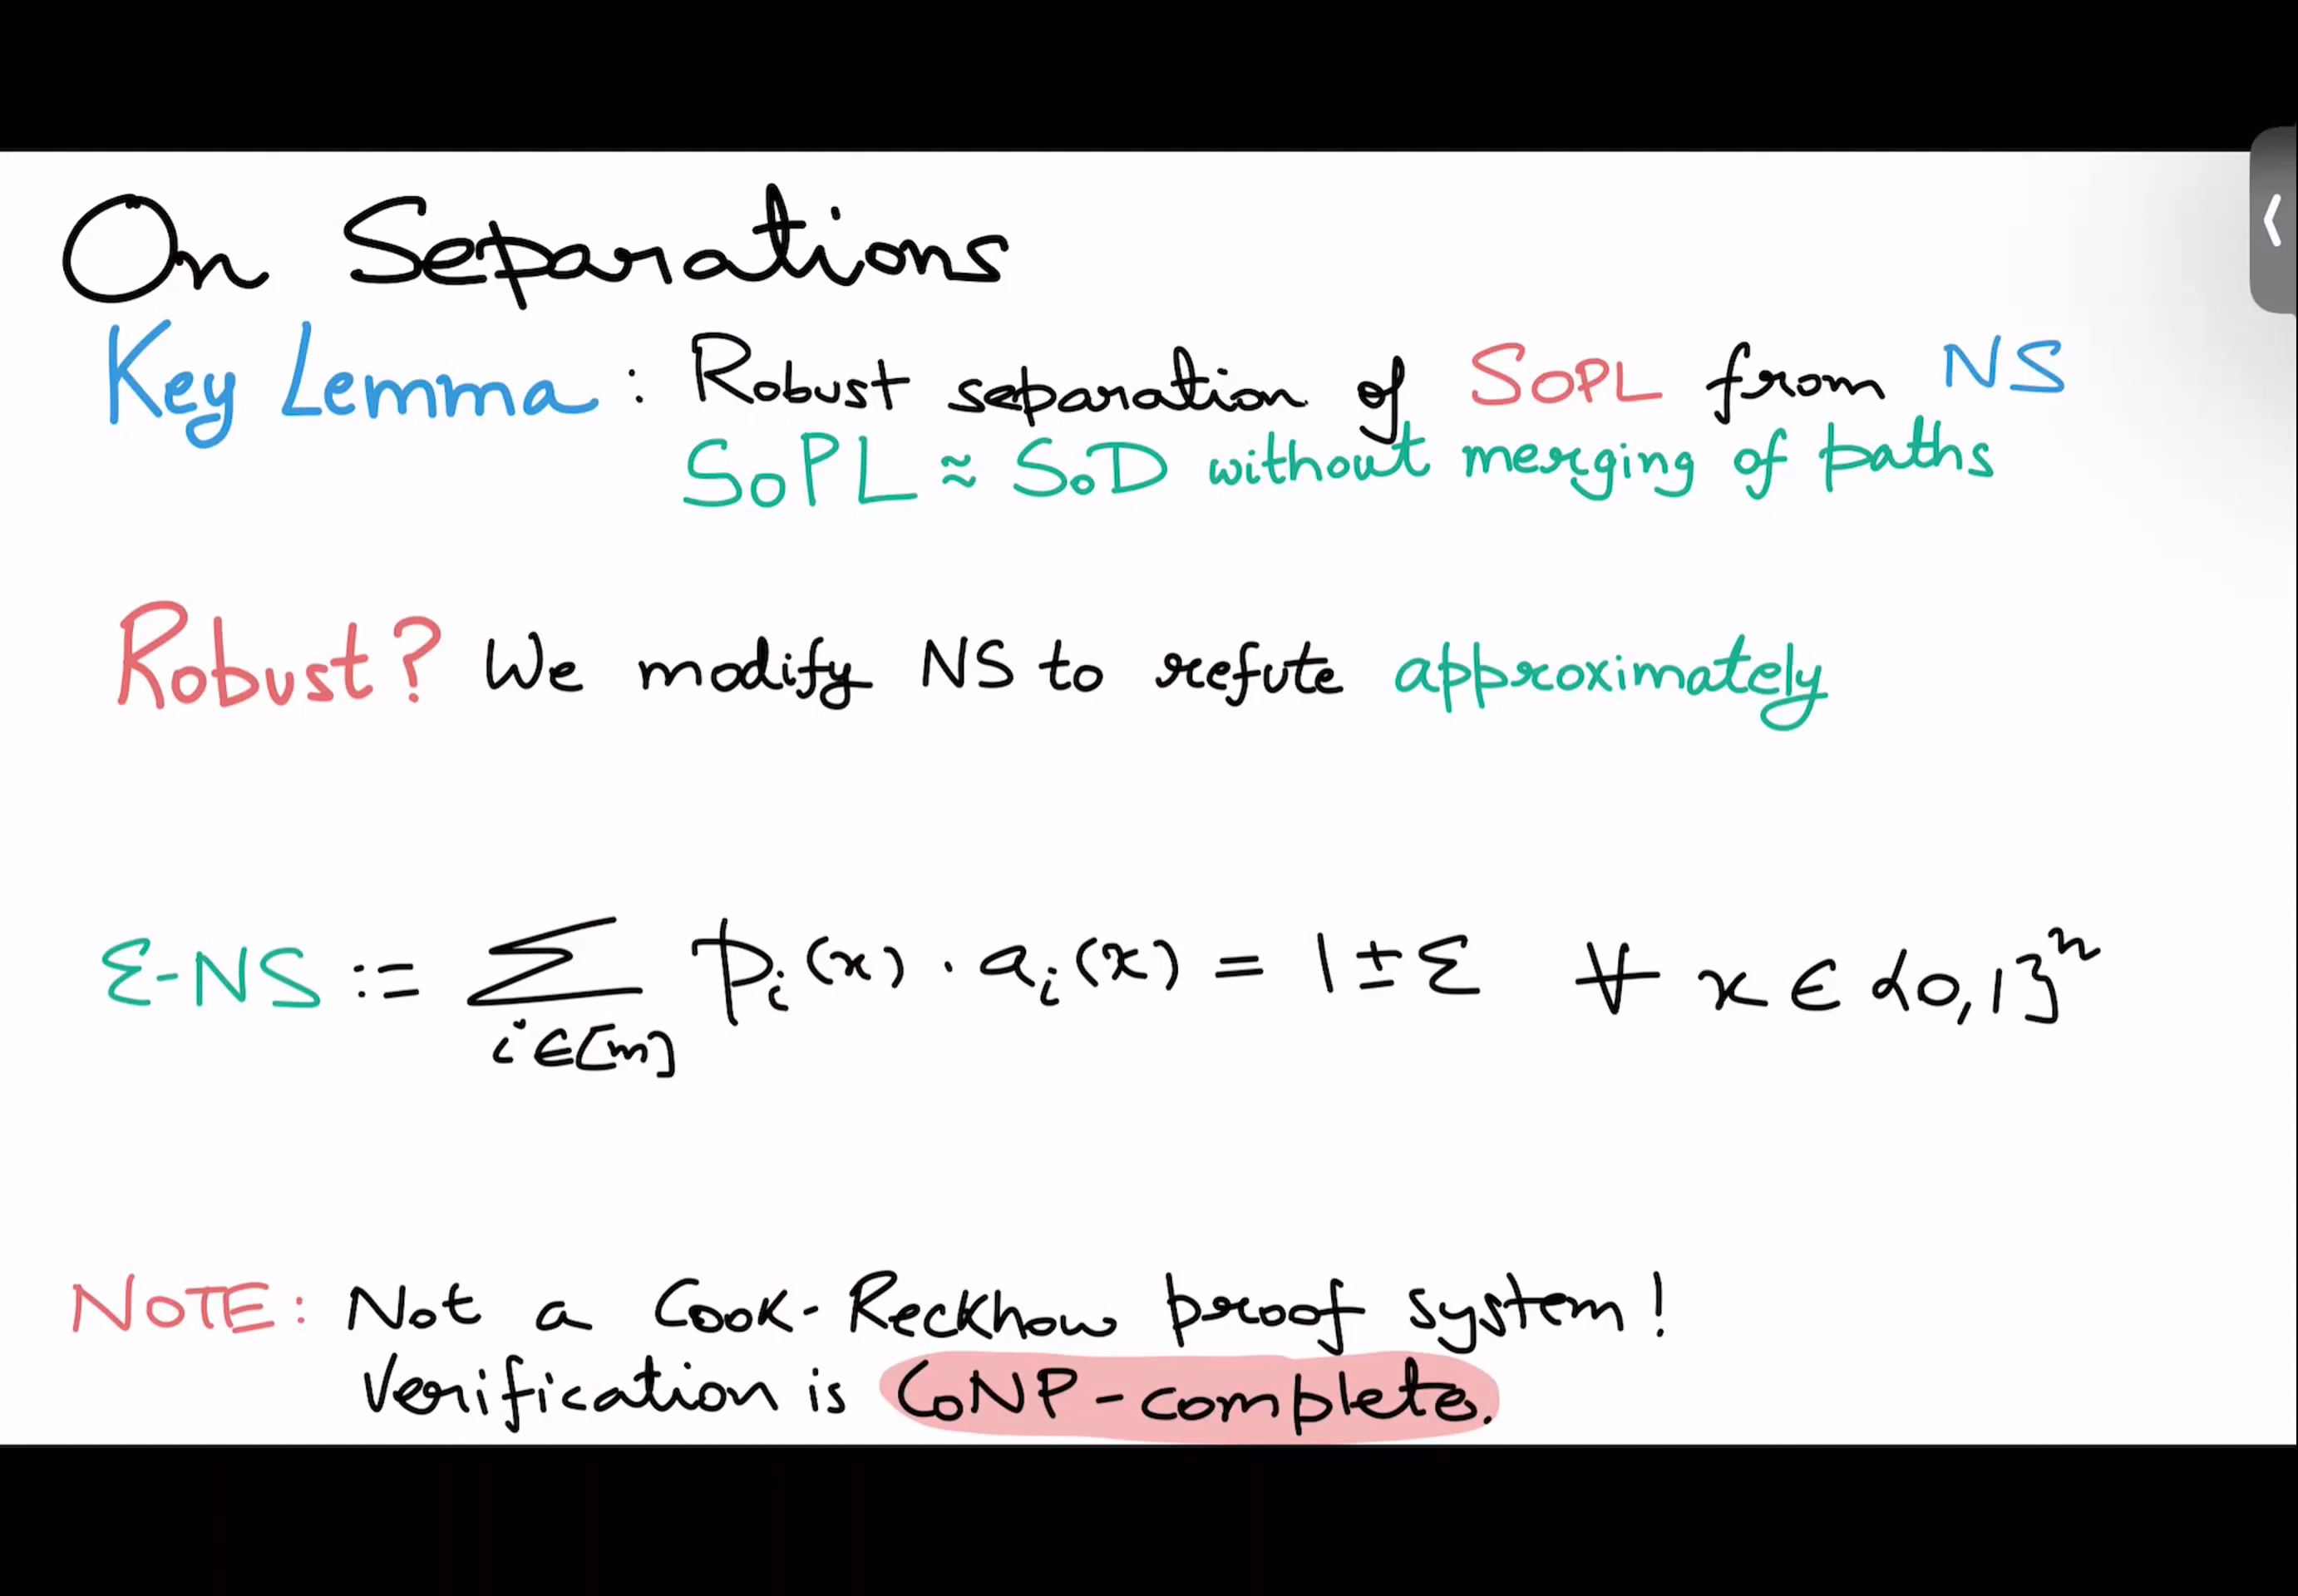 On Separations
Key Lemma : Robust separation of SOPL from NS
SOPL ≈ SOD without merging of paths
Robust? We modify NS to refute approximately
ε-NS := ∑_{i∈[m]} p_i(x) · a_i(x) = 1 ± ε ∀ x ∈ {0,1}^n
NOTE: Not a Cook-Reckhow proof system!
Verification is CoNP-complete.